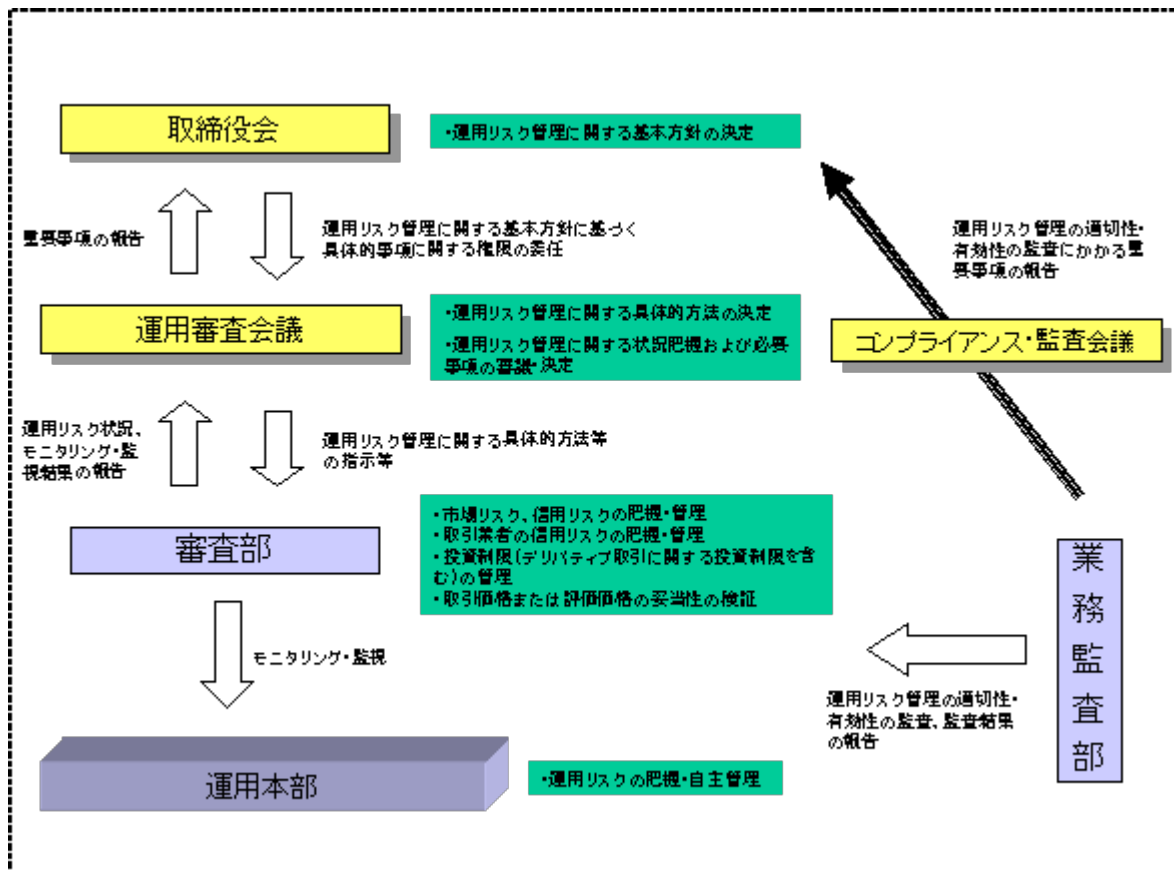 取締役会
・運用リスク管理に関する基本方針の決定
重要事項の報告
運用リスク管理に関する基本方針に基づく
具体的事項に関する権限の委任
運用リスク管理の適切性・
有効性の監査にかかる重
要事項の報告
運用審査会議
・運用リスク管理に関する具体的方法の決定
・運用リスク管理に関する状況把握および必要
事項の審議・決定
コンプライアンス・監査会議
運用リスク状況、
モニタリング・監
視結果の報告
運用リスク管理に関する具体的方法等
の指示等
審査部
・市場リスク、信用リスクの把握・管理
・取引業者の信用リスクの把握・管理
・投資制限(デリバティブ取引に関する投資制限を含
む)の管理
・取引価格または評価価格の妥当性の検証
業務監査部
モニタリング・監視
運用リスク管理の適切性・
有効性の監査、監査結果
の報告
運用本部
・運用リスクの把握・自主管理